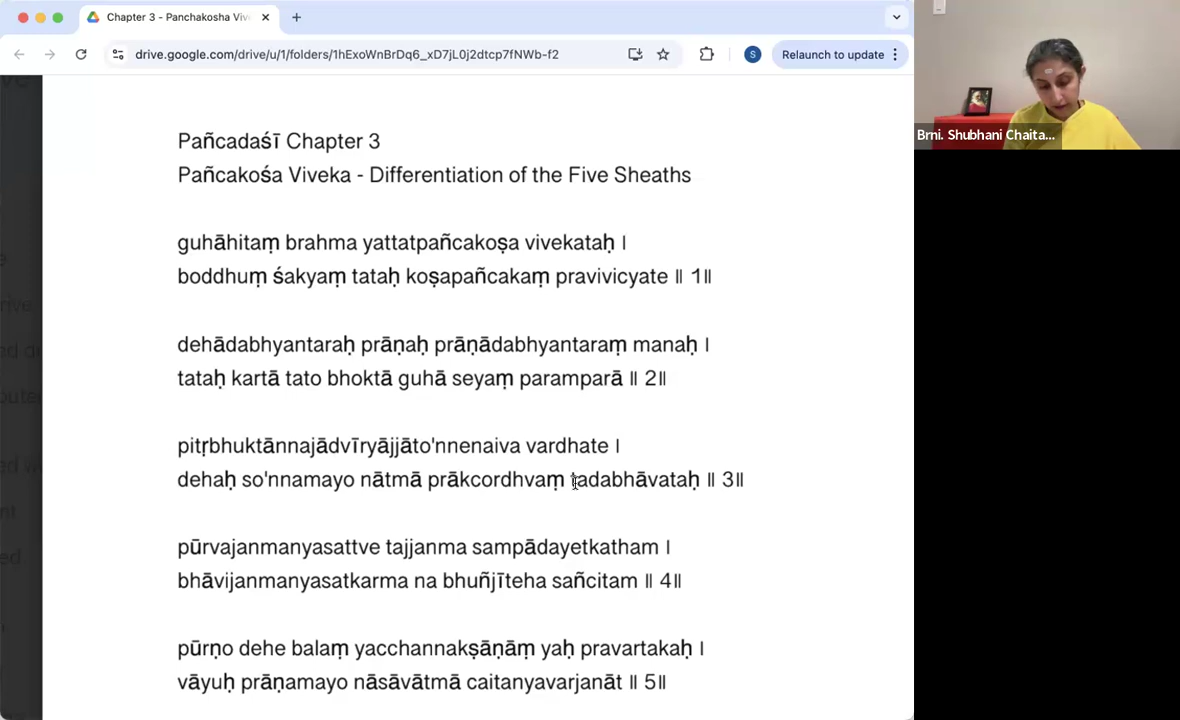 Chapter 3 - Panchakosha Viv
drive.google.com/drive/u/1/folders/1hExoWnBrDq6_xD7jL0j2dtcp7fNWb-f2
S
Relaunch to update
Brni. Shubhani Chaita...
Pañcadaśī Chapter 3
Pañcakośa Viveka - Differentiation of the Five Sheaths
guhāhitaṃ brahma yattatpañcakoṣa vivekataḥ ।
boddhuṃ śakyaṃ tataḥ koṣapañcakaṃ pravivicyate ॥ 1॥
dehādabhyantaraḥ prāṇaḥ prāṇādabhyantaraṃ manaḥ ।
tataḥ kartā tato bhoktā guhā seyaṃ paramparā ॥ 2॥
pitṛbhuktānnajādvīryājjāto'nnenaiva vardhate ।
dehaḥ so'nnamayo nātmā prākcordhvaṃ tadabhāvataḥ ॥ 3॥
pūrvajanmanyasattve tajjanma sampādayetkatham ।
bhāvijanmanyasatkarma na bhuñjīteha sañcitam ॥ 4॥
pūrṇo dehe balaṃ yacchannakṣāṇāṃ yaḥ pravartakaḥ ।
vāyuḥ prāṇamayo nāsāvātmā caitanyavarjanāt ॥ 5॥